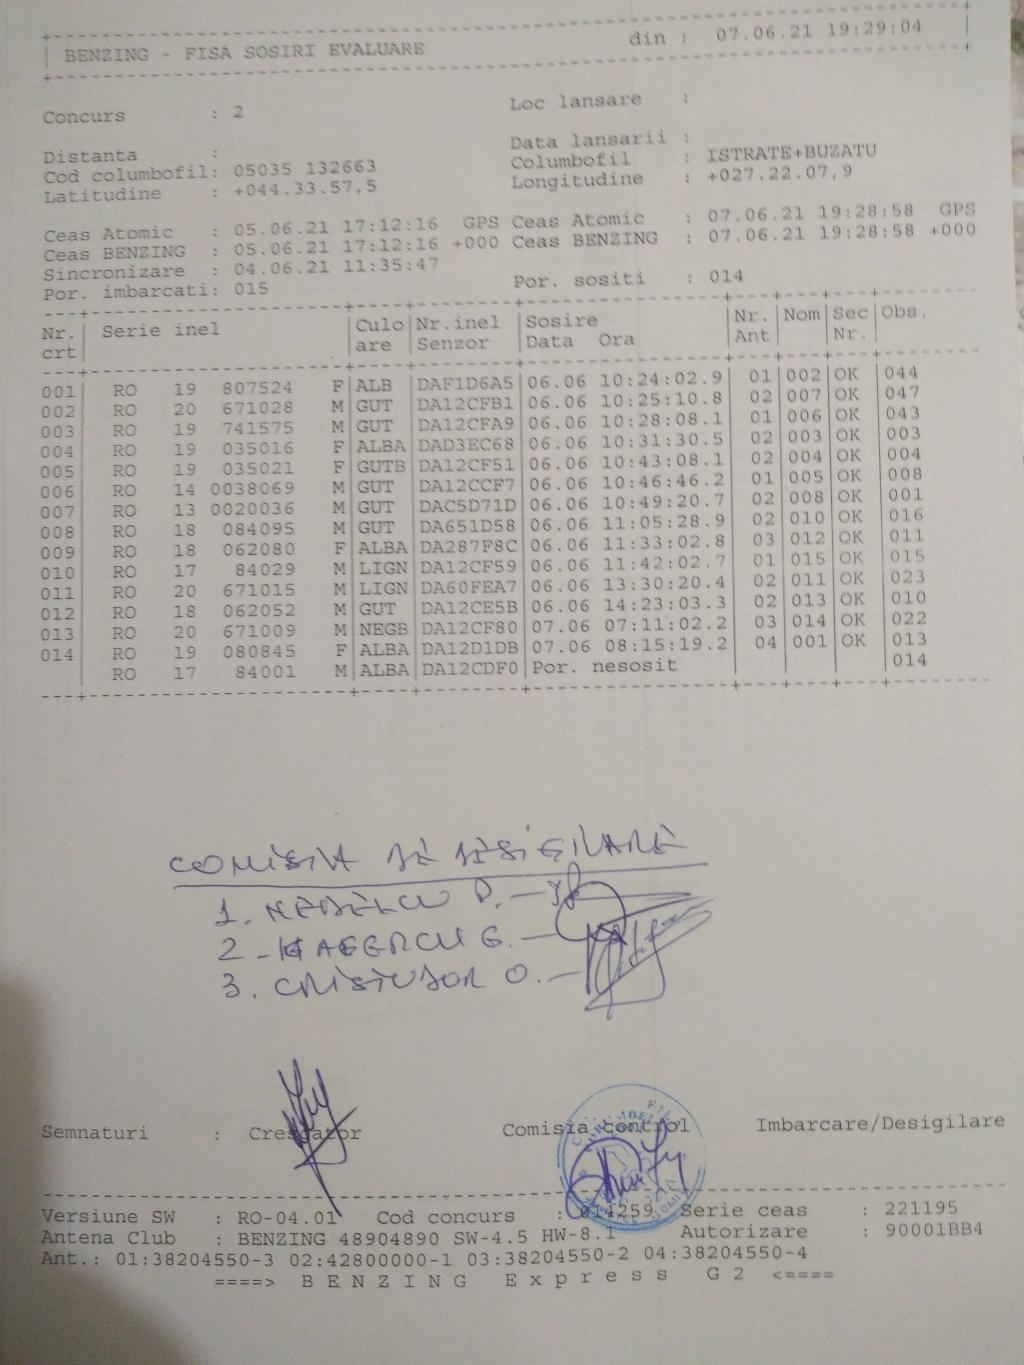 BENZING - FISA SOSIRI EVALUARE din : 07.06.21 19:29:04
Concurs : 2 Loc lansare :
Distanta : Data lansarii :
Cod columbofil: 05035 132663 Columbofil : ISTRATE+BUZATU
Latitudine : +044.33.57,5 Longitudine : +027.22.07,9
Ceas Atomic : 05.06.21 17:12:16 GPS Ceas Atomic : 07.06.21 19:28:58 GPS
Ceas BENZING : 05.06.21 17:12:16 +000 Ceas BENZING : 07.06.21 19:28:58 +000
Sincronizare : 04.06.21 11:35:47
Por. imbarcati: 015 Por. sositi : 014
Nr. | Serie inel |Culo|Nr.inel|Sosire |Nr.|Nom|Sec|Obs.
crt| |are |Senzor |Data Ora |Ant| |Nr.|
001| RO 19 807524 F|ALB |DAF1D6A5|06.06 10:24:02.9| 01|002|OK |044
002| RO 20 671028 M|GUT |DA12CFB1|06.06 10:25:10.8| 02|007|OK |047
003| RO 19 741575 M|GUT |DA12CFA9|06.06 10:28:08.1| 01|006|OK |043
004| RO 19 035016 F|ALBA|DAD3EC68|06.06 10:31:30.5| 02|003|OK |003
005| RO 19 035021 F|GUTB|DA12CF51|06.06 10:43:08.1| 02|004|OK |004
006| RO 14 0038069 M|GUT |DA12CCF7|06.06 10:46:46.2| 01|005|OK |008
007| RO 13 0020036 M|GUT |DAC5D71D|06.06 10:49:20.7| 02|008|OK |001
008| RO 18 084095 M|GUT |DA651D58|06.06 11:05:28.9| 02|010|OK |016
009| RO 18 062080 F|ALBA|DA287F8C|06.06 11:33:02.8| 03|012|OK |011
010| RO 17 84029 M|LIGN|DA12CF59|06.06 11:42:02.7| 01|015|OK |015
011| RO 20 671015 M|LIGN|DA60FEA7|06.06 13:30:20.4| 02|011|OK |023
012| RO 18 062052 M|GUT |DA12CE5B|06.06 14:23:03.3| 02|013|OK |010
013| RO 20 671009 M|NEGB|DA12CF80|07.06 07:11:02.2| 03|014|OK |022
014| RO 19 080845 F|ALBA|DA12D1DB|07.06 08:15:19.2| 04|001|OK |013
RO 17 84001 M|ALBA|DA12CDF0|Por. nesosit | | | |014
COMISIA DE DESIGILARE
1. NEDELCU D. -
2 - G. -
3. CRISTUDOR O. -
Semnaturi : Crescator Comisia control Imbarcare/Desigilare
Versiune SW : RO-04.01 Cod concurs : 014259 Serie ceas : 221195
Antena Club : BENZING 48904890 SW-4.5 HW-8.1 Autorizare : 90001BB4
Ant.: 01:38204550-3 02:42800000-1 03:38204550-2 04:38204550-4
====> B E N Z I N G E x p r e s s G 2 <====